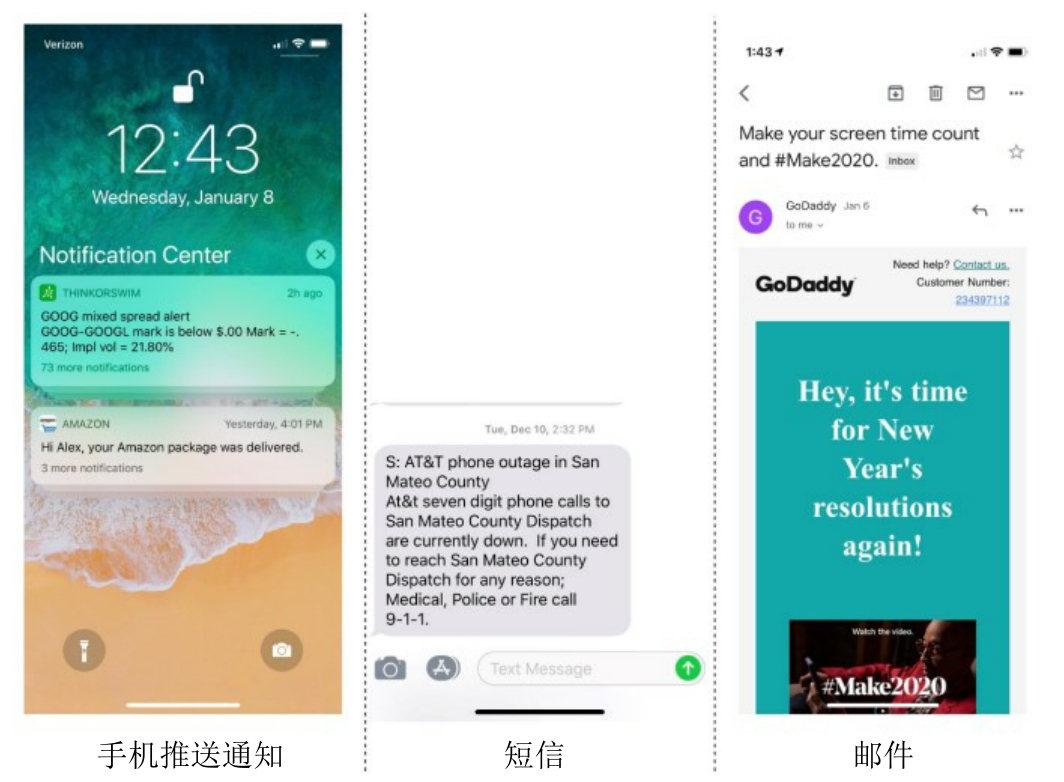 Verizon
12:43
Wednesday, January 8
Notification Center
THINKORSWIM 2h ago
GOOG mixed spread alert
GOOG-GOOGL mark is below $.00 Mark = -.
465; Impl vol = 21.80%
73 more notifications
AMAZON Yesterday, 4:01 PM
Hi Alex, your Amazon package was delivered.
3 more notifications
手机推送通知
Tue, Dec 10, 2:32 PM
S: AT&T phone outage in San
Mateo County
At&t seven digit phone calls to
San Mateo County Dispatch
are currently down. If you need
to reach San Mateo County
Dispatch for any reason;
Medical, Police or Fire call
9-1-1.
Text Message
短信
1:43
Make your screen time count
and #Make2020. Inbox
G
GoDaddy Jan 6
to me
GoDaddy
Need help? Contact us.
Customer Number:
234397112
Hey, it's time
for New
Year's
resolutions
again!
Watch the video.
#Make2020
邮件